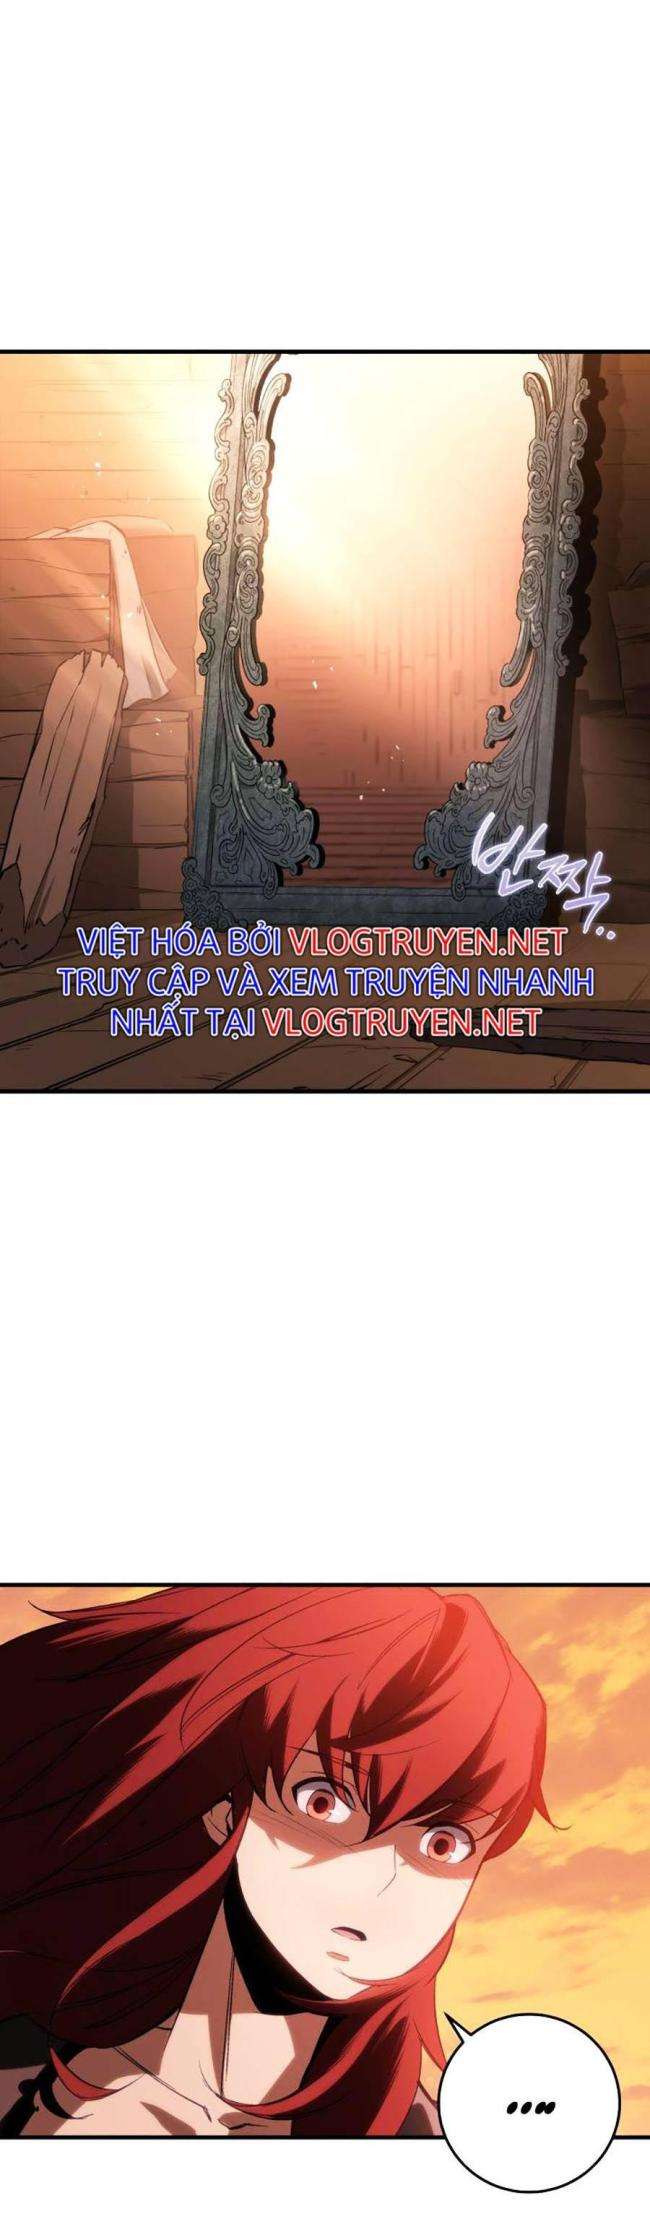 반짝..
VIỆT HÓA BỞI VLOGTRUYEN.NET
TRUY CẬP VÀ XEM TRUYỆN NHANH
NHẤT TẠI VLOGTRUYEN.NET
......